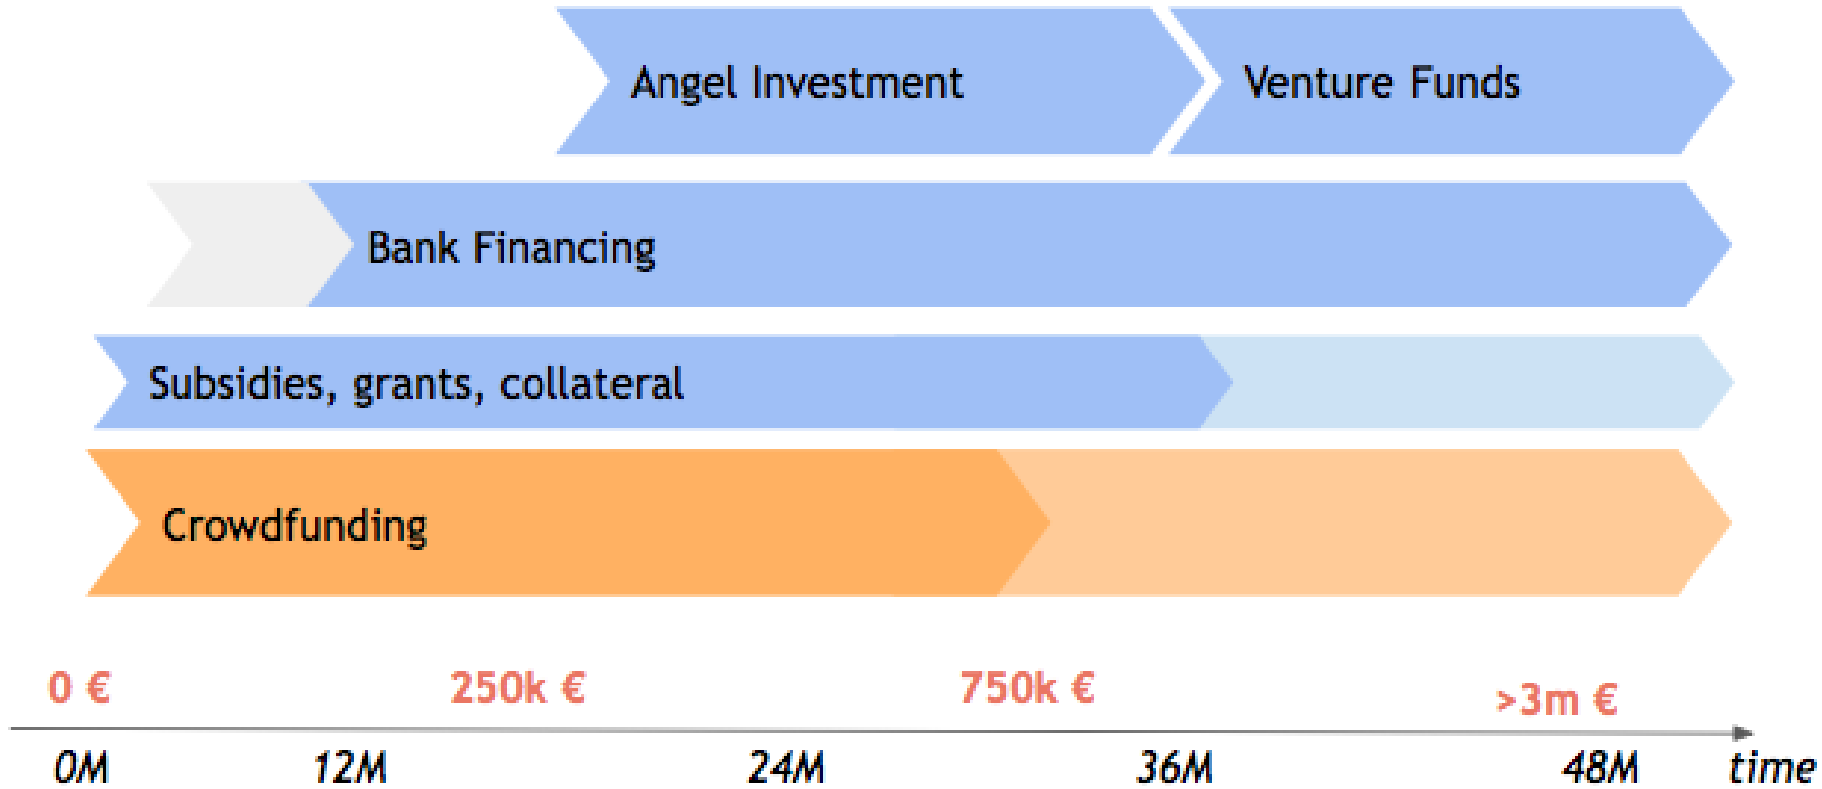 Angel Investment
Venture Funds
Bank Financing
Subsidies, grants, collateral
Crowdfunding
0 € 250k € 750k € >3m €
0M 12M 24M 36M 48M time